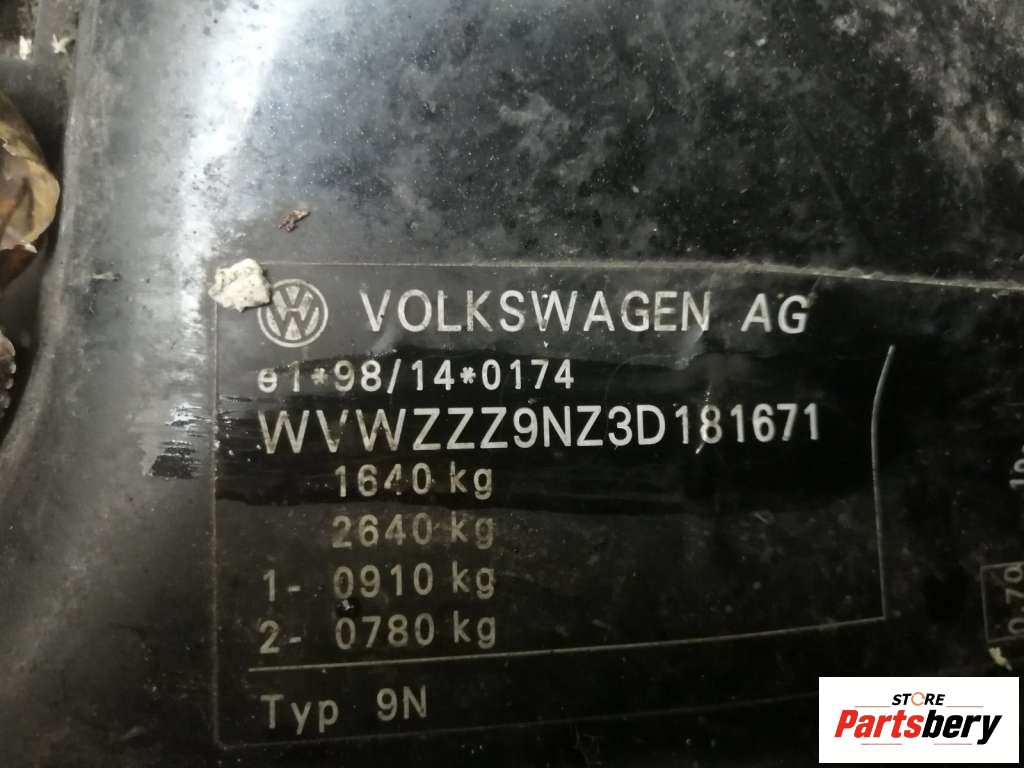 VOLKSWAGEN AG
e1*98/14*0174
WVWZZZ9NZ3D181671
1640 kg
2640 kg
1- 0910 kg
2- 0780 kg
Typ 9N
STORE
Partsbery